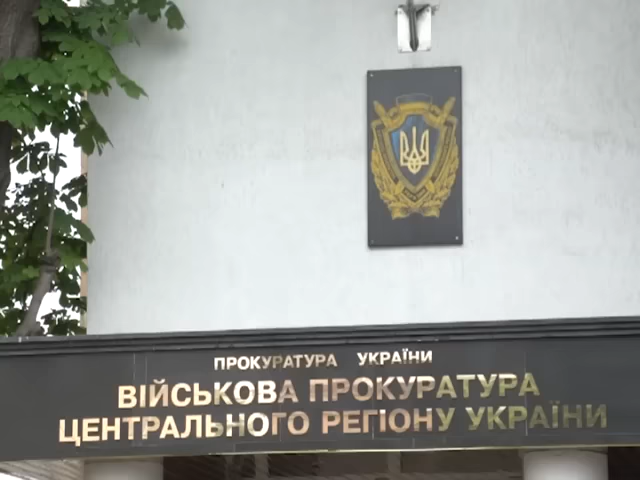 ПРОКУРАТУРА УКРАЇНИ
ВІЙСЬКОВА ПРОКУРАТУРА
ЦЕНТРАЛЬНОГО РЕГІОНУ УКРАЇНИ